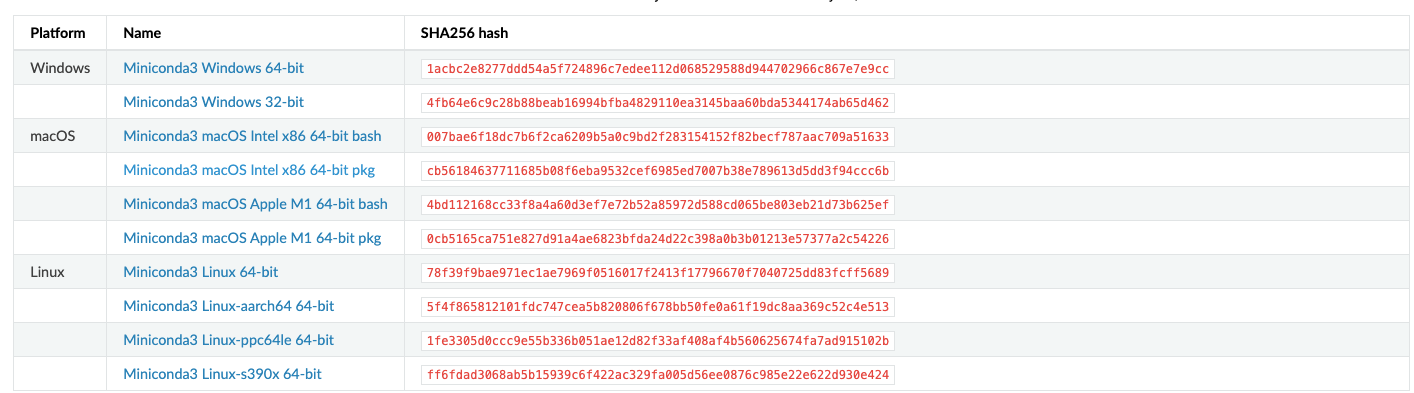 Platform Name SHA256 hash
Windows Miniconda3 Windows 64-bit 1acbc2e8277ddd54a5f724896c7edee112d068529588d944702966c867e7e9cc
Miniconda3 Windows 32-bit 4fb64e6c9c28b88beab16994bfba4829110ea3145baa60bda5344174ab65d462
macOS Miniconda3 macOS Intel x86 64-bit bash 007bae6f18dc7b6f2ca6209b5a0c9bd2f283154152f82becf787aac709a51633
Miniconda3 macOS Intel x86 64-bit pkg cb56184637711685b08f6eba9532cef6985ed7007b38e789613d5dd3f94ccc6b
Miniconda3 macOS Apple M1 64-bit bash 4bd112168cc33f8a4a60d3ef7e72b52a85972d588cd065be803eb21d73b625ef
Miniconda3 macOS Apple M1 64-bit pkg 0cb5165ca751e827d91a4ae6823bfda24d22c398a0b3b01213e57377a2c54226
Linux Miniconda3 Linux 64-bit 78f39f9bae971ec1ae7969f0516017f2413f17796670f7040725dd83fcff5689
Miniconda3 Linux-aarch64 64-bit 5f4f865812101fdc747cea5b820806f678bb50fe0a61f19dc8aa369c52c4e513
Miniconda3 Linux-ppc64le 64-bit 1fe3305d0ccc9e55b336b051ae12d82f33af408af4b560625674fa7ad915102b
Miniconda3 Linux-s390x 64-bit ff6fdad3068ab5b15939c6f422ac329fa005d56ee0876c985e22e622d930e424